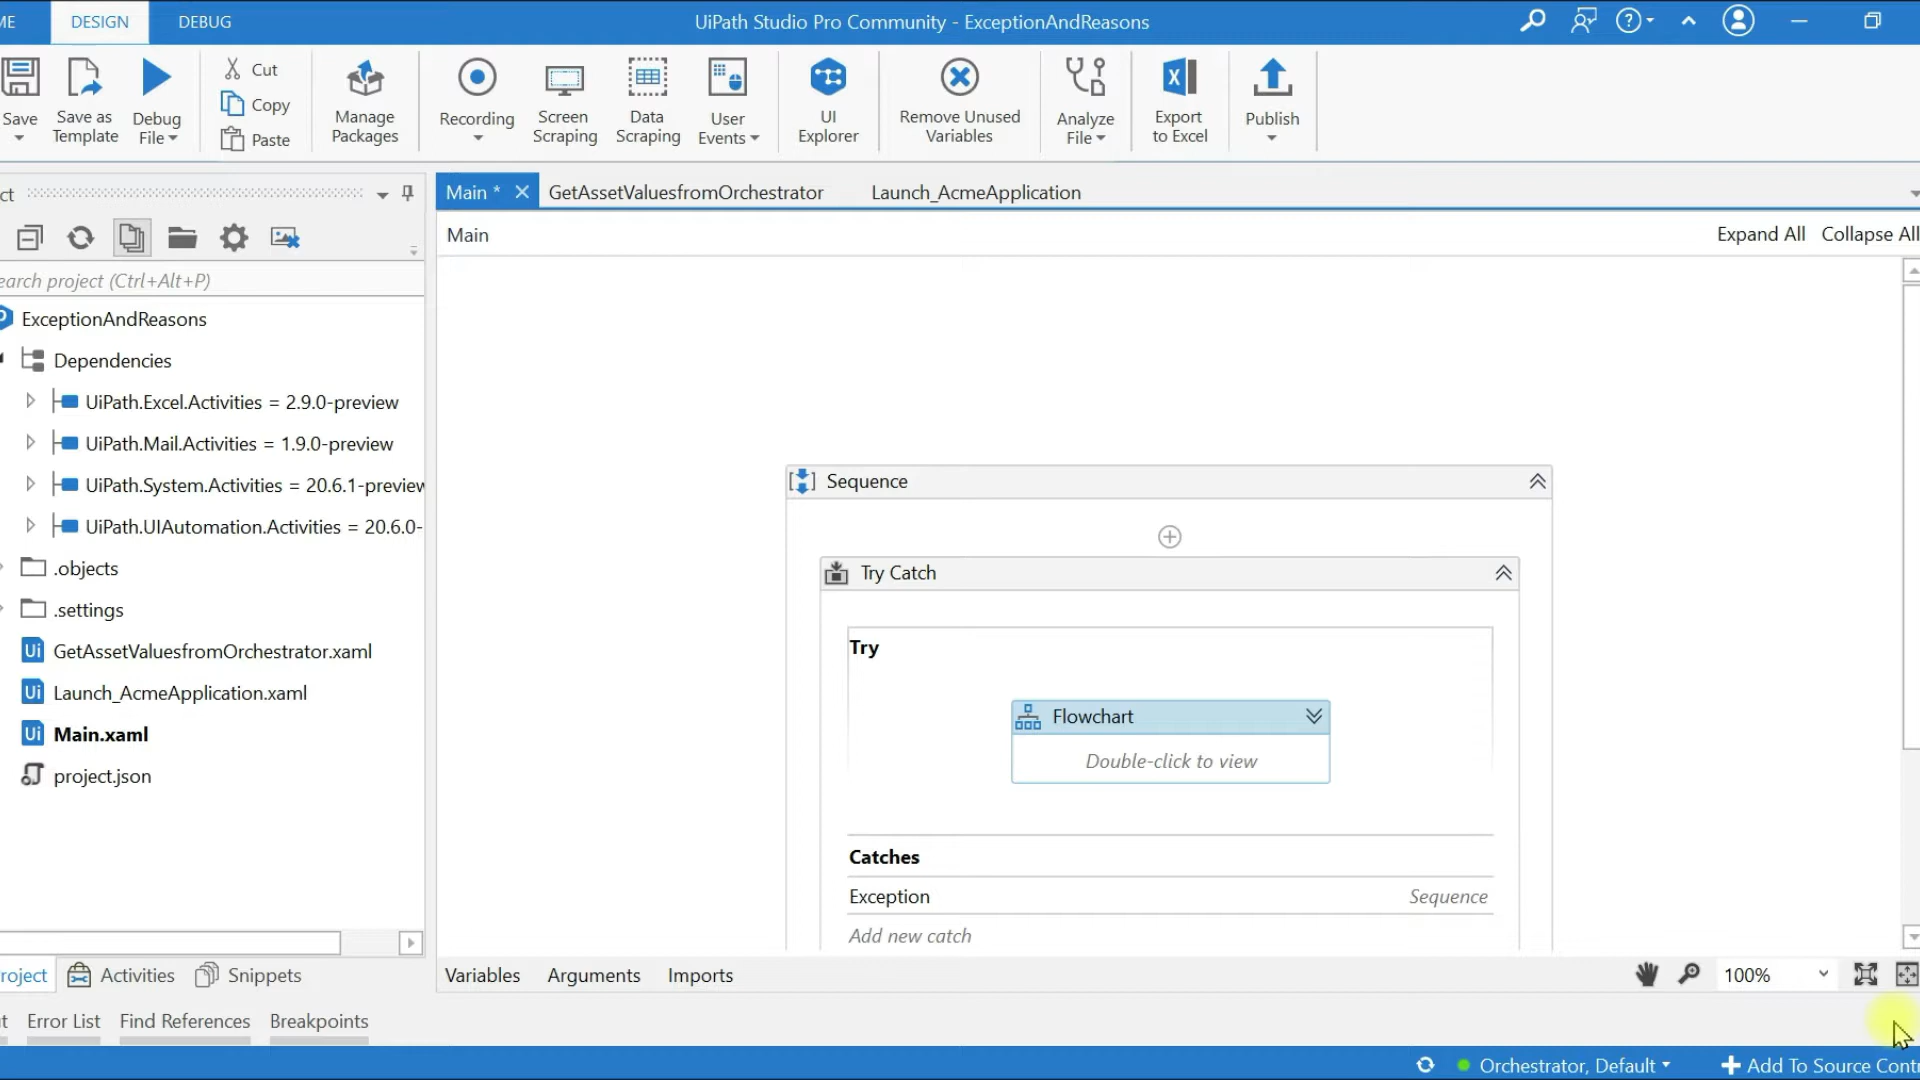 ME
DESIGN
DEBUG
UiPath Studio Pro Community - ExceptionAndReasons
Save
Save as Template
Debug File
Cut
Copy
Paste
Manage Packages
Recording
Screen Scraping
Data Scraping
User Events
UI Explorer
Remove Unused Variables
Analyze File
Export to Excel
Publish
ct
Main *
GetAssetValuesfromOrchestrator
Launch_AcmeApplication
Main
Expand All
Collapse All
earch project (Ctrl+Alt+P)
ExceptionAndReasons
Dependencies
UiPath.Excel.Activities = 2.9.0-preview
UiPath.Mail.Activities = 1.9.0-preview
UiPath.System.Activities = 20.6.1-preview
UiPath.UIAutomation.Activities = 20.6.0-
.objects
.settings
GetAssetValuesfromOrchestrator.xaml
Launch_AcmeApplication.xaml
Main.xaml
project.json
Sequence
Try Catch
Try
Flowchart
Double-click to view
Catches
Exception
Sequence
Add new catch
roject
Activities
Snippets
Variables
Arguments
Imports
100%
t
Error List
Find References
Breakpoints
Orchestrator, Default
Add To Source Cont